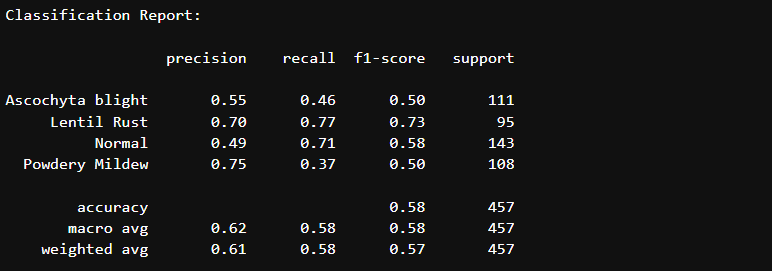 Classification Report:
precision recall f1-score support
Ascochyta blight 0.55 0.46 0.50 111
Lentil Rust 0.70 0.77 0.73 95
Normal 0.49 0.71 0.58 143
Powdery Mildew 0.75 0.37 0.50 108
accuracy 0.58 457
macro avg 0.62 0.58 0.58 457
weighted avg 0.61 0.58 0.57 457